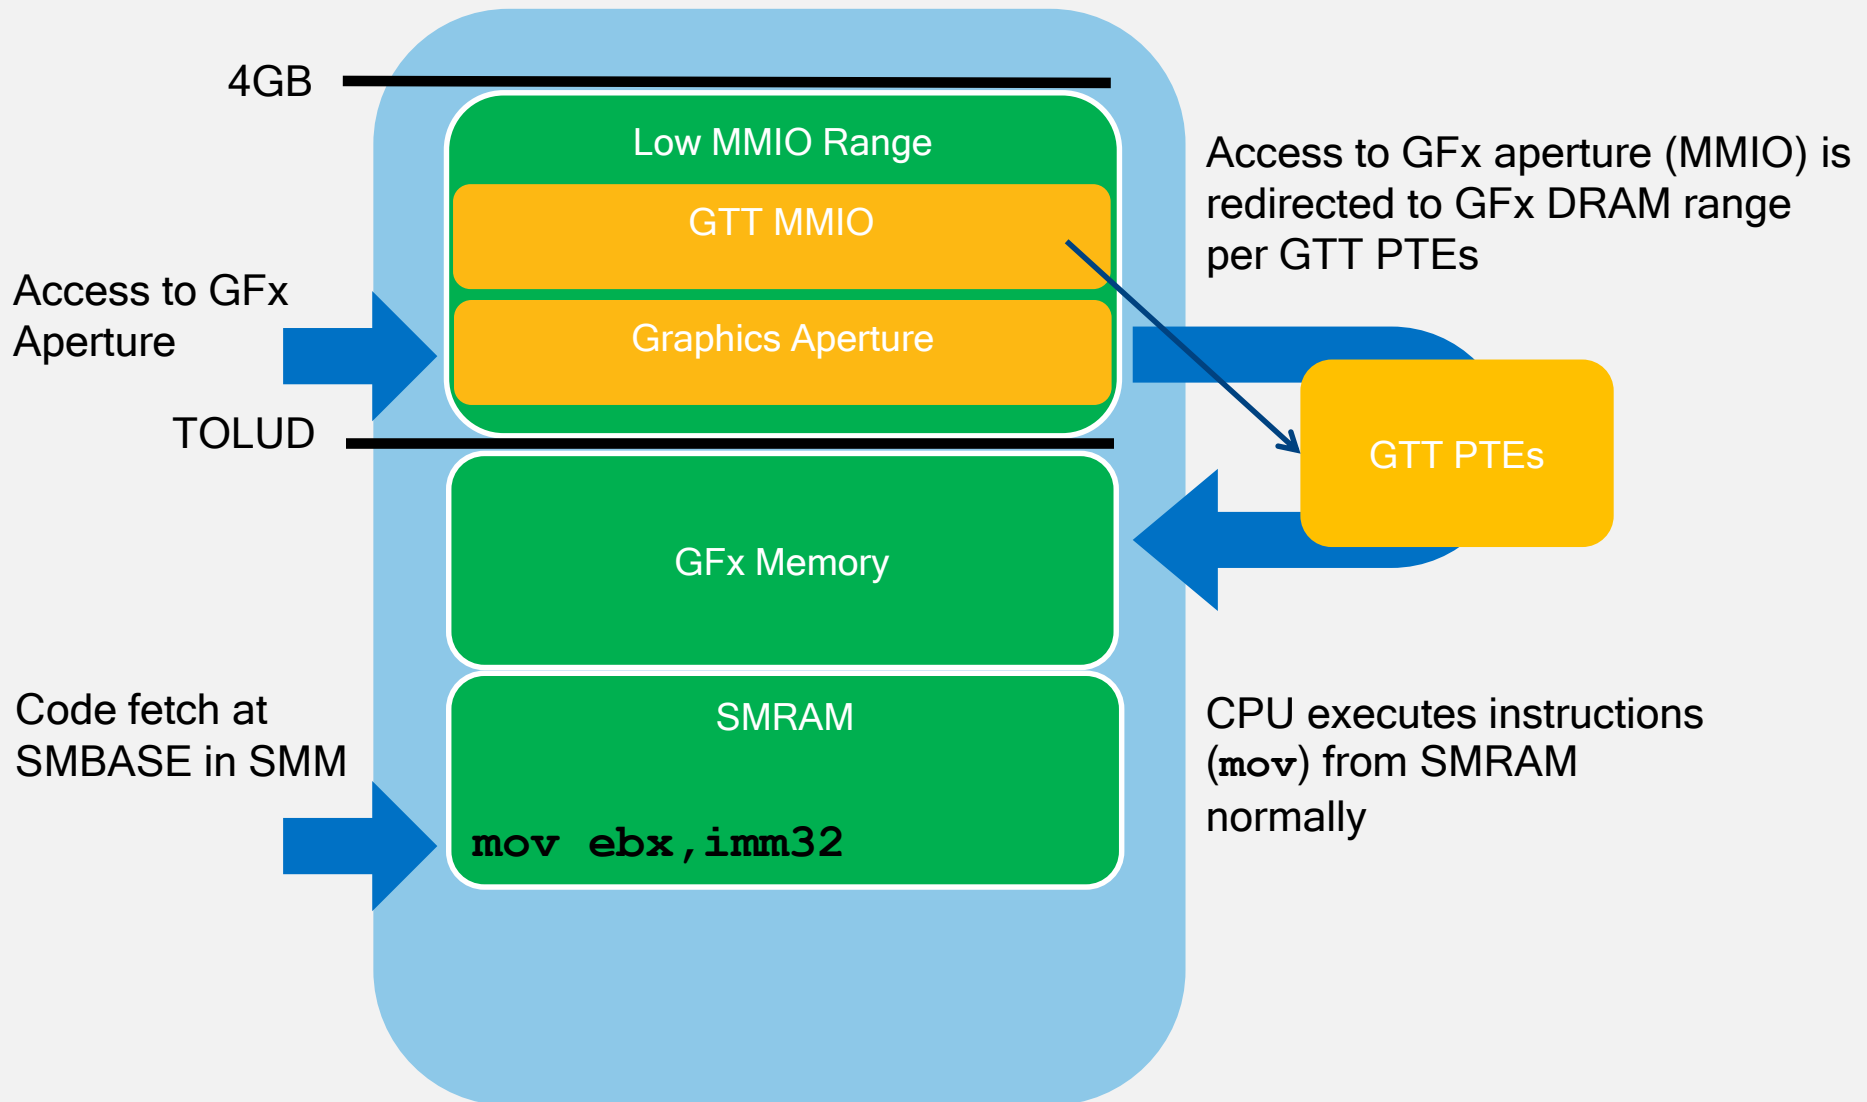 4GB
Low MMIO Range
GTT MMIO
Graphics Aperture
Access to GFx
Aperture
TOLUD
Access to GFx aperture (MMIO) is
redirected to GFx DRAM range
per GTT PTEs
GTT PTEs
GFx Memory
Code fetch at
SMBASE in SMM
SMRAM
mov ebx,imm32
CPU executes instructions
(mov) from SMRAM
normally